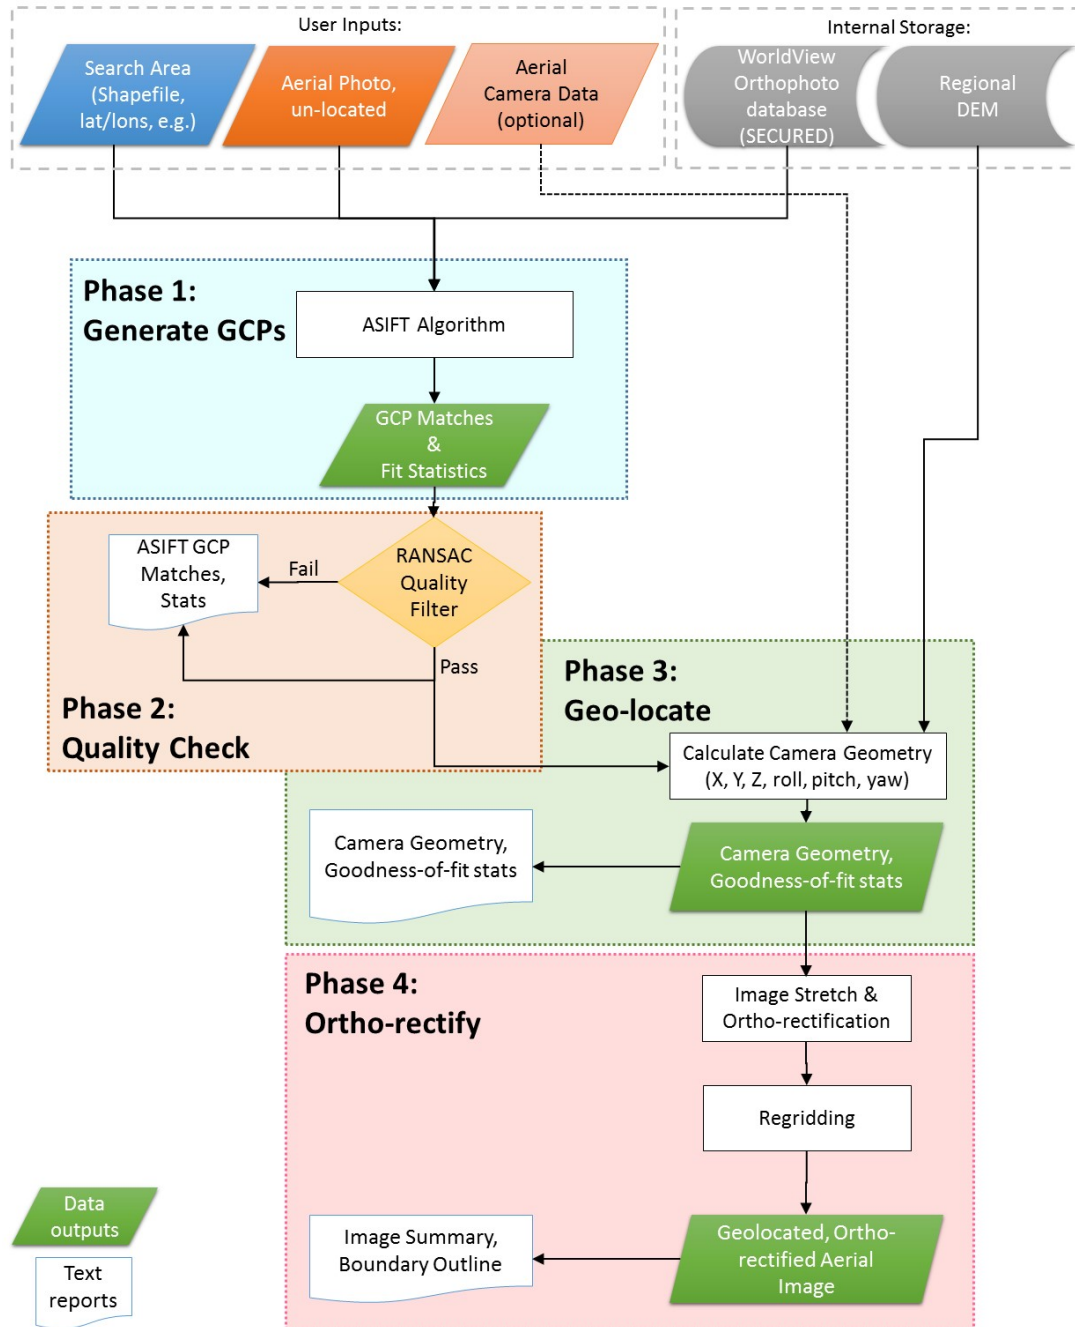 User Inputs:
Internal Storage:
Search Area
(Shapefile,
lat/lons, e.g.)
Aerial Photo,
un-located
Aerial
Camera Data
(optional)
WorldView
Orthophoto
database
(SECURED)
Regional
DEM
Phase 1:
Generate GCPs
ASIFT Algorithm
GCP Matches
&
Fit Statistics
ASIFT GCP
Matches,
Stats
Fail
RANSAC
Quality
Filter
Pass
Phase 2:
Quality Check
Phase 3:
Geo-locate
Calculate Camera Geometry
(X, Y, Z, roll, pitch, yaw)
Camera Geometry,
Goodness-of-fit stats
Camera Geometry,
Goodness-of-fit stats
Phase 4:
Ortho-rectify
Image Stretch &
Ortho-rectification
Regridding
Image Summary,
Boundary Outline
Geolocated, Ortho-
rectified Aerial
Image
Data
outputs
Text
reports